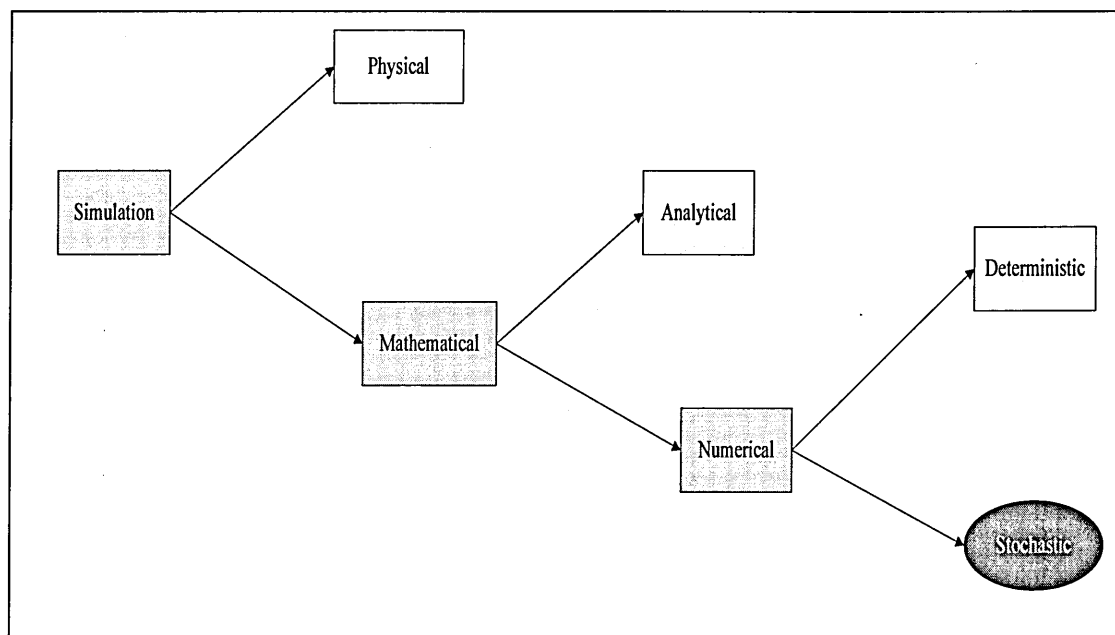 Physical
Simulation
Analytical
Deterministic
Mathematical
Numerical
Stochastic